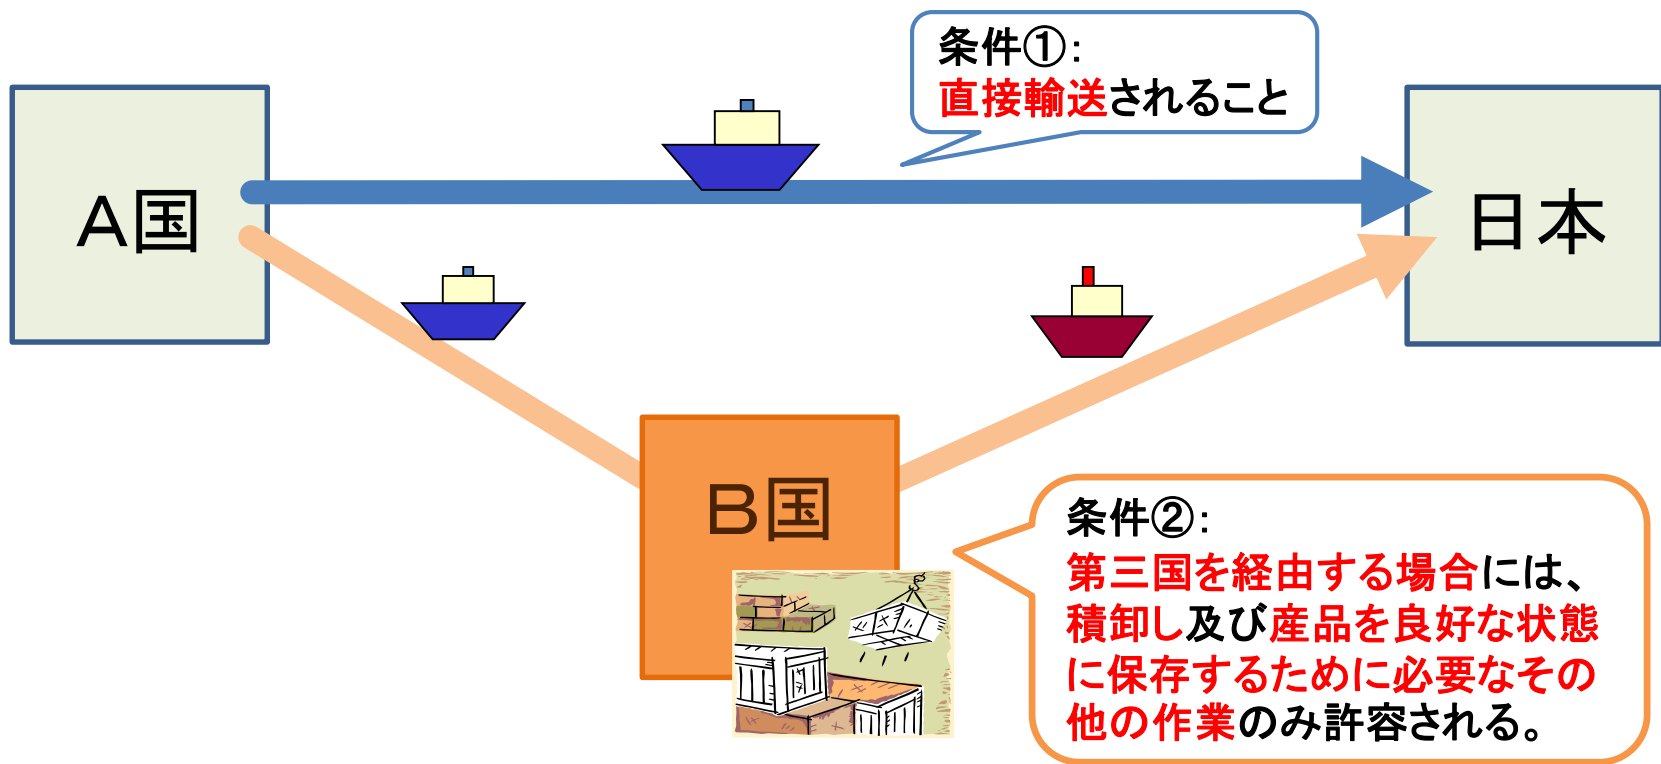 条件①：
直接輸送されること
A国
日本
B国
条件②：
第三国を経由する場合には、
積卸し及び産品を良好な状態
に保存するために必要なその
他の作業のみ許容される。